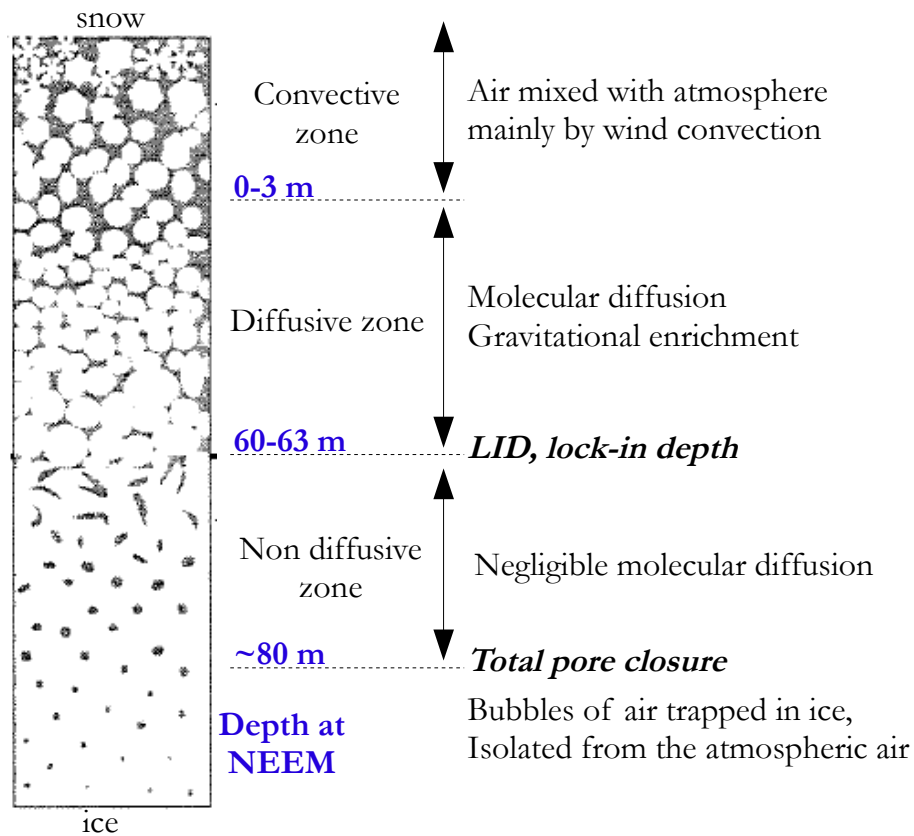 snow
Convective
zone
Air mixed with atmosphere
mainly by wind convection
0-3 m
Diffusive zone
Molecular diffusion
Gravitational enrichment
60-63 m
LID, lock-in depth
Non diffusive
zone
Negligible molecular diffusion
~80 m
Total pore closure
Depth at
NEEM
Bubbles of air trapped in ice,
Isolated from the atmospheric air
ice